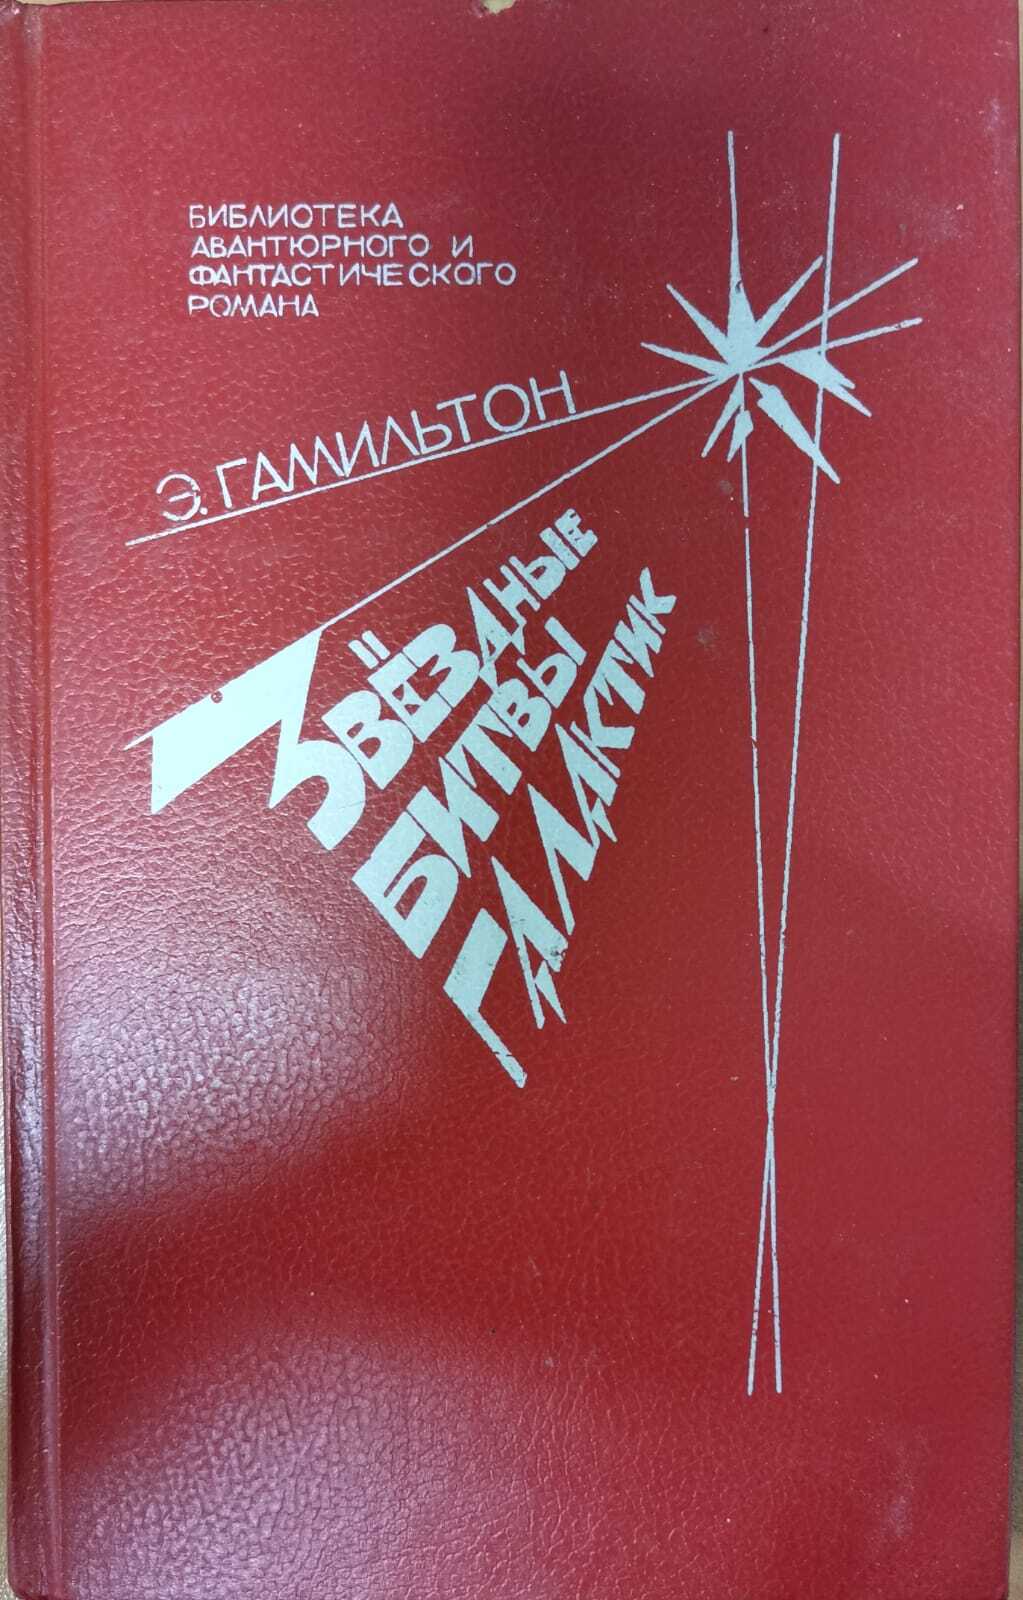 БИБЛИОТЕКА
АВАНТЮРНОГО И
ФАНТАСТИЧЕСКОГО
РОМАНА
Э. ГАМИЛЬТОН
ЗВЁЗДНЫЕ
БИТВЫ
ГАЛАКТИК